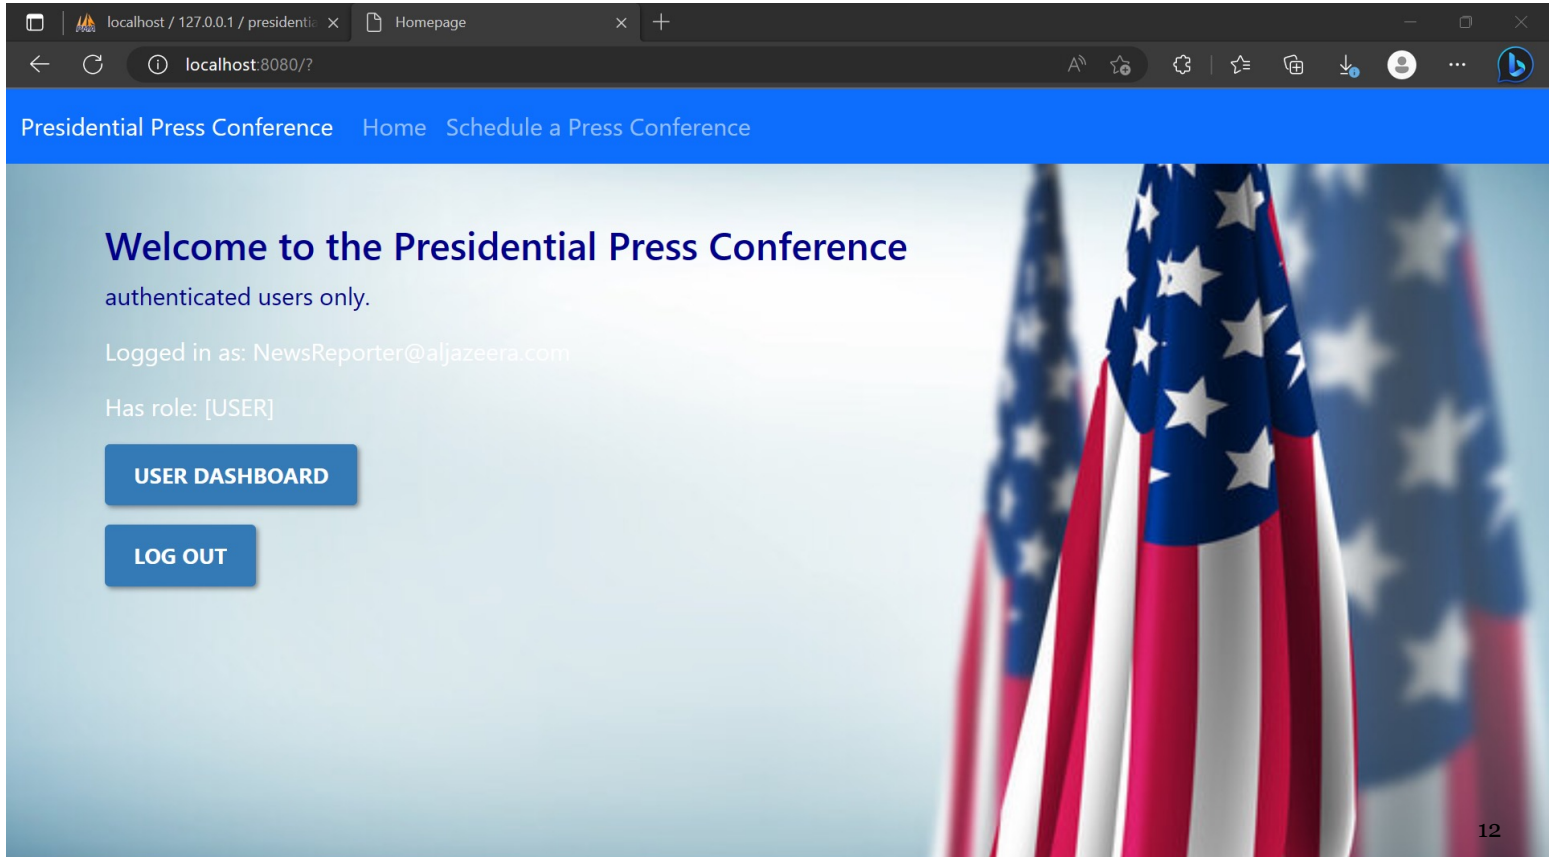 localhost / 127.0.0.1 / presidentia
Homepage
localhost:8080/?
Presidential Press Conference Home Schedule a Press Conference
Welcome to the Presidential Press Conference
authenticated users only.
Logged in as: NewsReporter@aljazeera.com
Has role: [USER]
USER DASHBOARD
LOG OUT
12